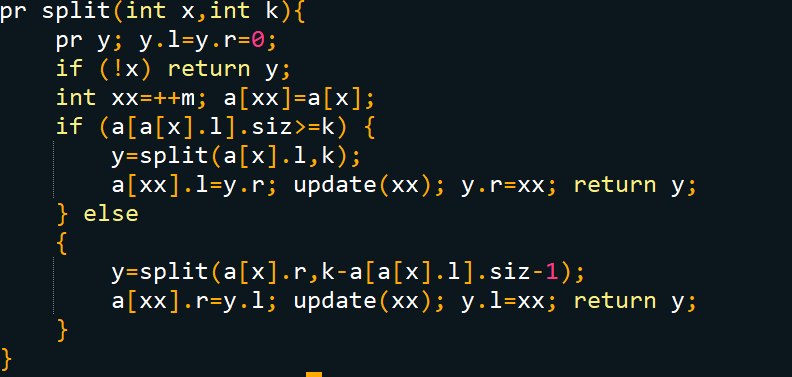 pr split(int x,int k){
    pr y; y.l=y.r=0;
    if (!x) return y;
    int xx=++m; a[xx]=a[x];
    if (a[a[x].l].siz>=k) {
        y=split(a[x].l,k);
        a[xx].l=y.r; update(xx); y.r=xx; return y;
    } else
    {
        y=split(a[x].r,k-a[a[x].l].siz-1);
        a[xx].r=y.l; update(xx); y.l=xx; return y;
    }
}